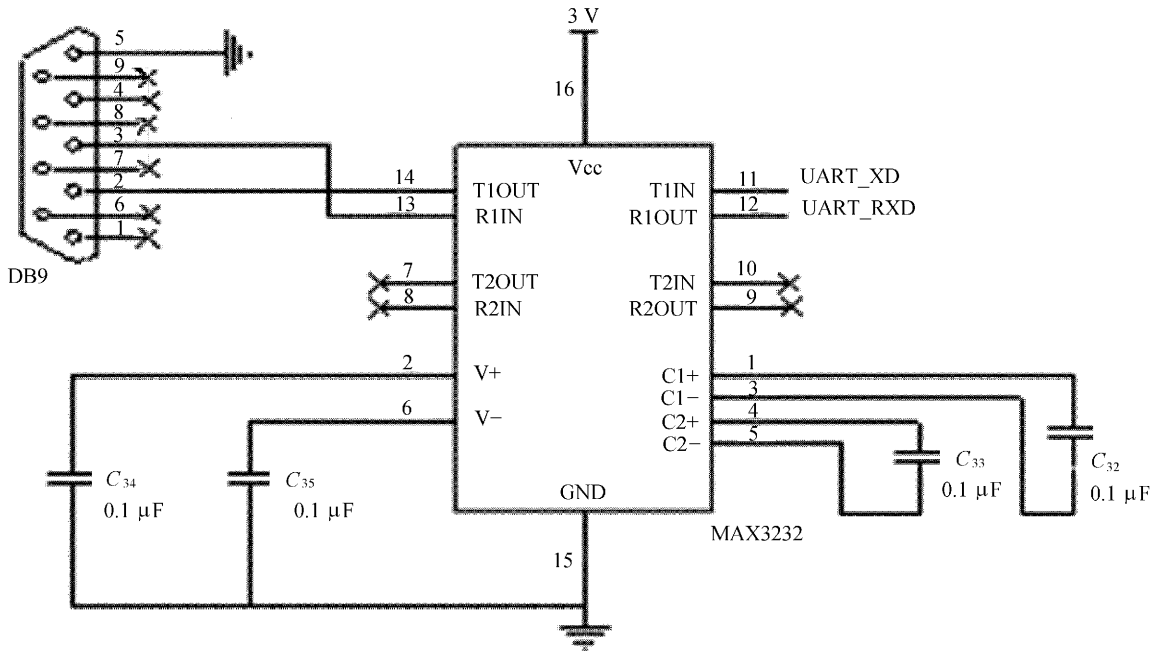 3 V
16
5
9
4
8
3
7
2
6
1
DB9
Vcc
14 T1OUT T1IN 11 UART_XD
13 R1IN R1OUT 12 UART_RXD
7 T2OUT T2IN 10
8 R2IN R2OUT 9
2 V+ C1+ 1
C1− 3
6 V− C2+ 4
C2− 5
C34
0.1 μF
C35
0.1 μF
C33
0.1 μF
C32
0.1 μF
GND
MAX3232
15